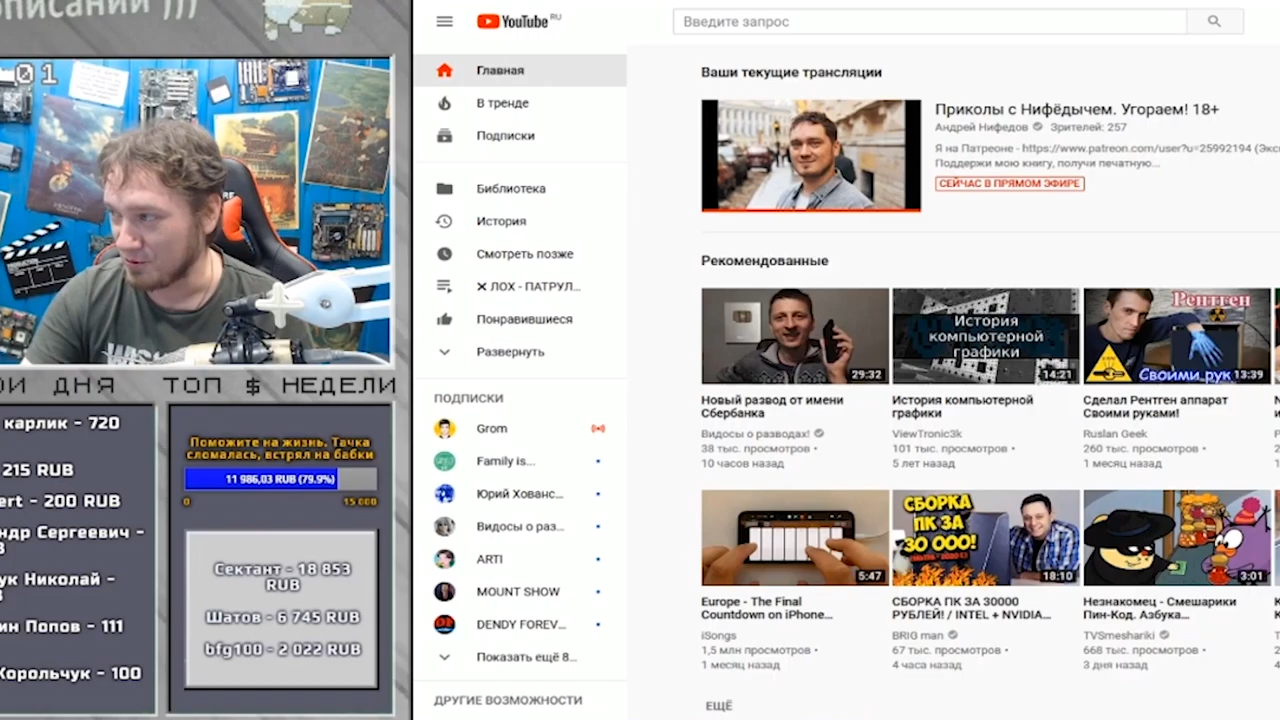 описании )))
01
ОИ ДНЯ
ТОП $ НЕДЕЛИ
карлик - 720
215 RUB
ert - 200 RUB
ндр Сергеевич -
ук Николай -
ин Попов - 111
Корольчук - 100
Поможите на жизнь. Тачка
сломалась, встрял на бабки
11 986,03 RUB (79.9%)
0
15 000
Сектант - 18 853
RUB
Шатов - 6 745 RUB
bfg100 - 2 022 RUB
YouTube RU
Введите запрос
Главная
В тренде
Подписки
Библиотека
История
Смотреть позже
✕ ЛОХ - ПАТРУЛ...
Понравившиеся
Развернуть
ПОДПИСКИ
Grom
Family is...
Юрий Хованс...
Видосы о раз...
ARTI
MOUNT SHOW
DENDY FOREV...
Показать ещё 8...
ДРУГИЕ ВОЗМОЖНОСТИ
Ваши текущие трансляции
Приколы с Нифёдычем. Угораем! 18+
Андрей Нифедов Зрителей: 257
Я на Патреоне - https://www.patreon.com/user?u=25992194 (Экс
Поддержи мою книгу, получи печатную...
СЕЙЧАС В ПРЯМОМ ЭФИРЕ
Рекомендованные
29:32
История
компьютерной
графики
14:21
Рентген
Своими рук
13:39
Новый развод от имени
Сбербанка
Видосы о разводах!
38 тыс. просмотров •
10 часов назад
История компьютерной
графики
ViewTronic3k
101 тыс. просмотров •
5 лет назад
Сделал Рентген аппарат
Своими руками!
Ruslan Geek
260 тыс. просмотров •
1 месяц назад
5:47
СБОРКА
ПК ЗА
30 000!
18:10
3:01
Europe - The Final
Countdown on iPhone...
iSongs
1,5 млн просмотров •
1 месяц назад
СБОРКА ПК ЗА 30000
РУБЛЕЙ! / INTEL + NVIDIA...
BRIG man
67 тыс. просмотров •
4 часа назад
Незнакомец - Смешарики
Пин-Код. Азбука...
TVSmeshariki
668 тыс. просмотров •
3 дня назад
ЕЩЁ